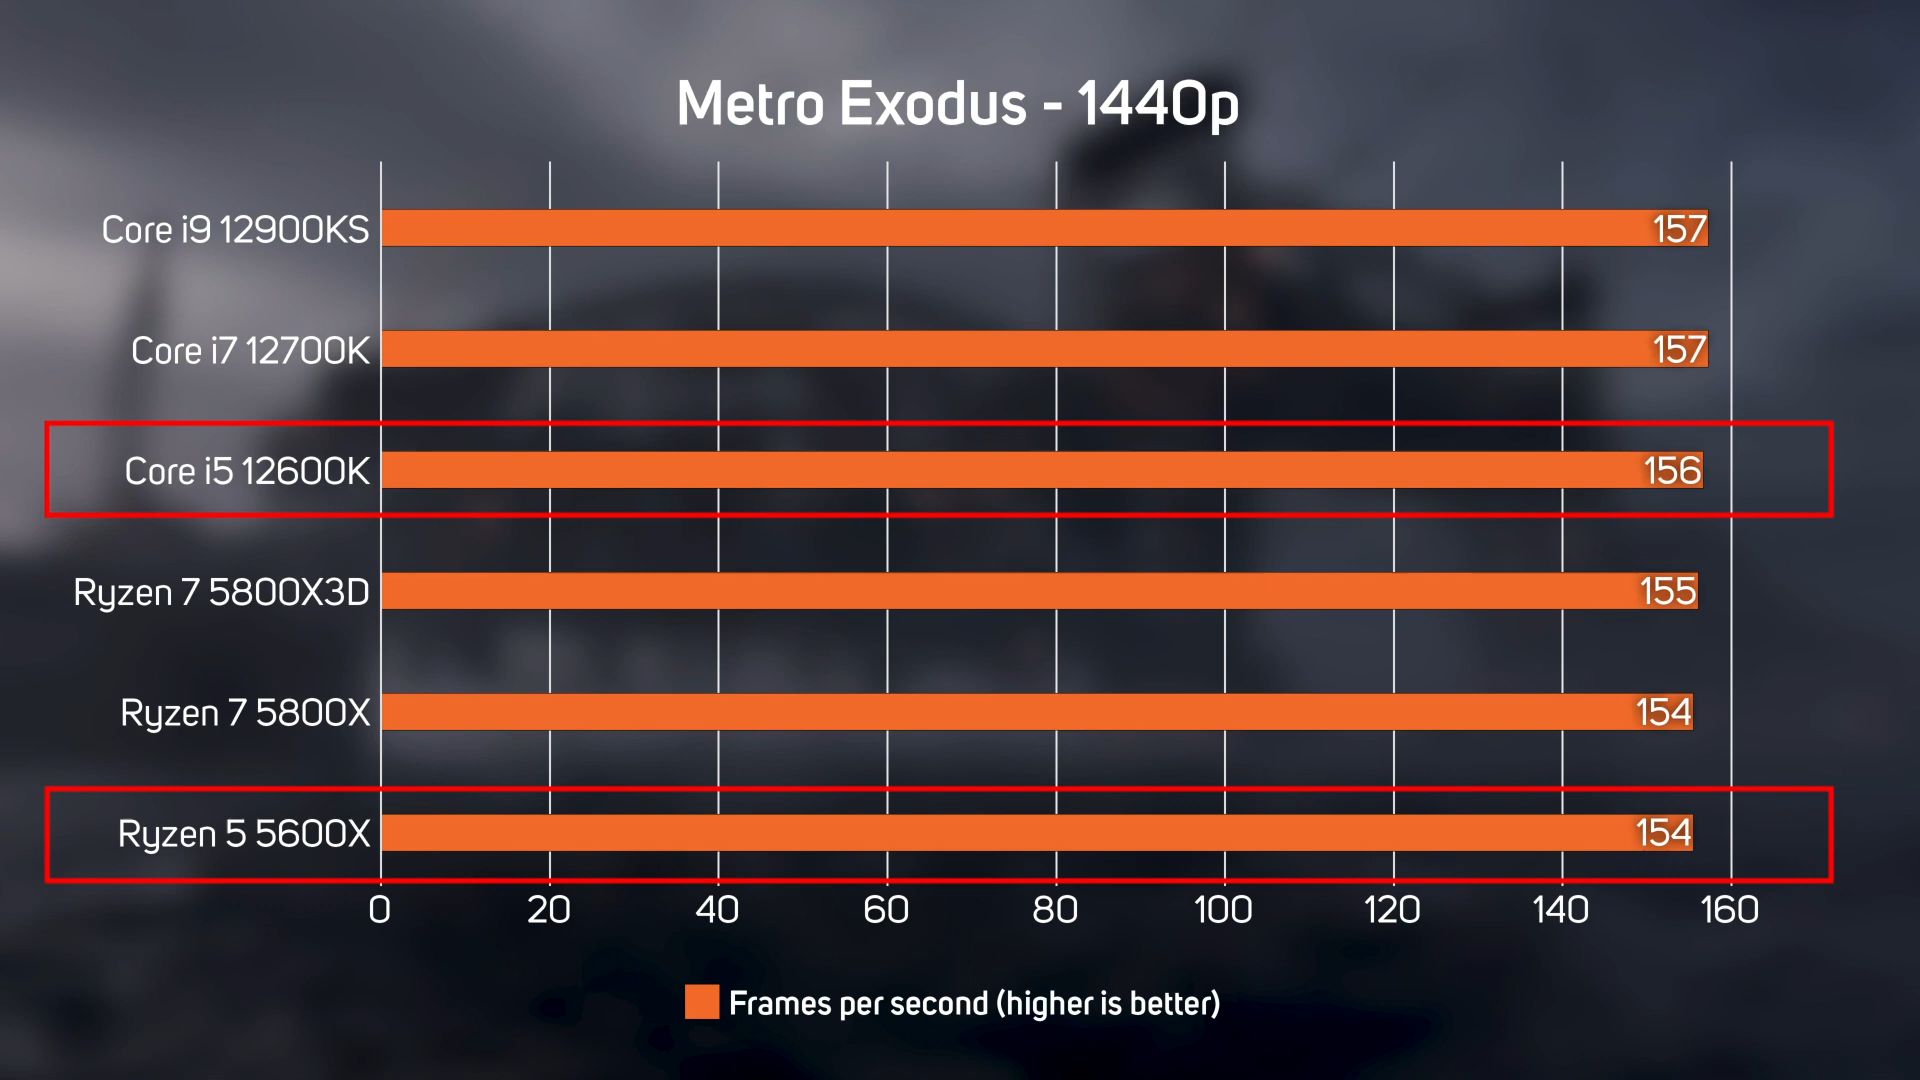 Metro Exodus - 1440p
Core i9 12900KS 157
Core i7 12700K 157
Core i5 12600K 156
Ryzen 7 5800X3D 155
Ryzen 7 5800X 154
Ryzen 5 5600X 154
0 20 40 60 80 100 120 140 160
Frames per second (higher is better)